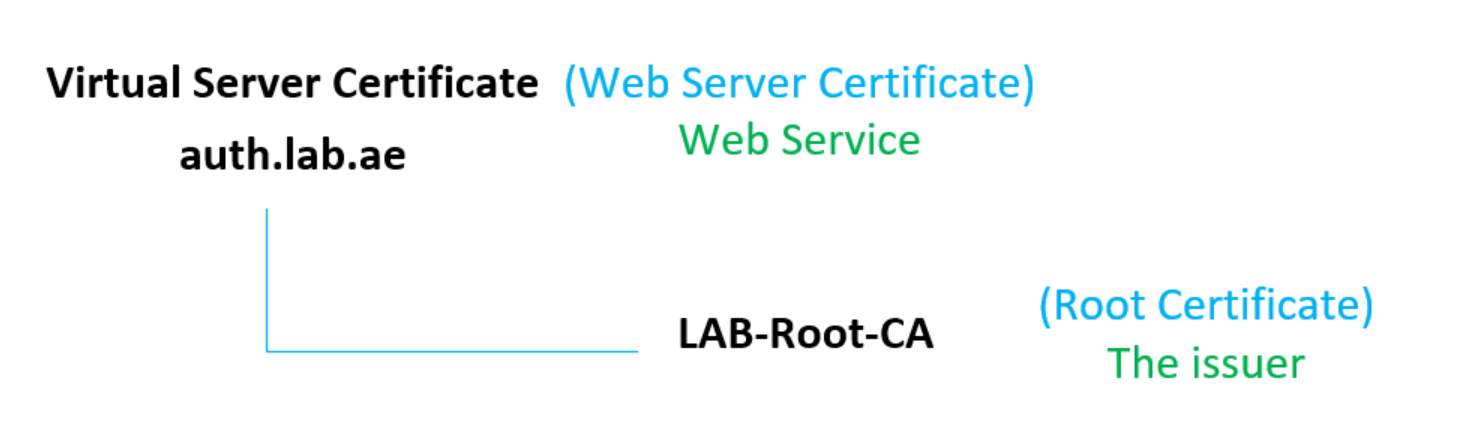 Virtual Server Certificate (Web Server Certificate)
Web Service
auth.lab.ae
(Root Certificate)
LAB-Root-CA
The issuer